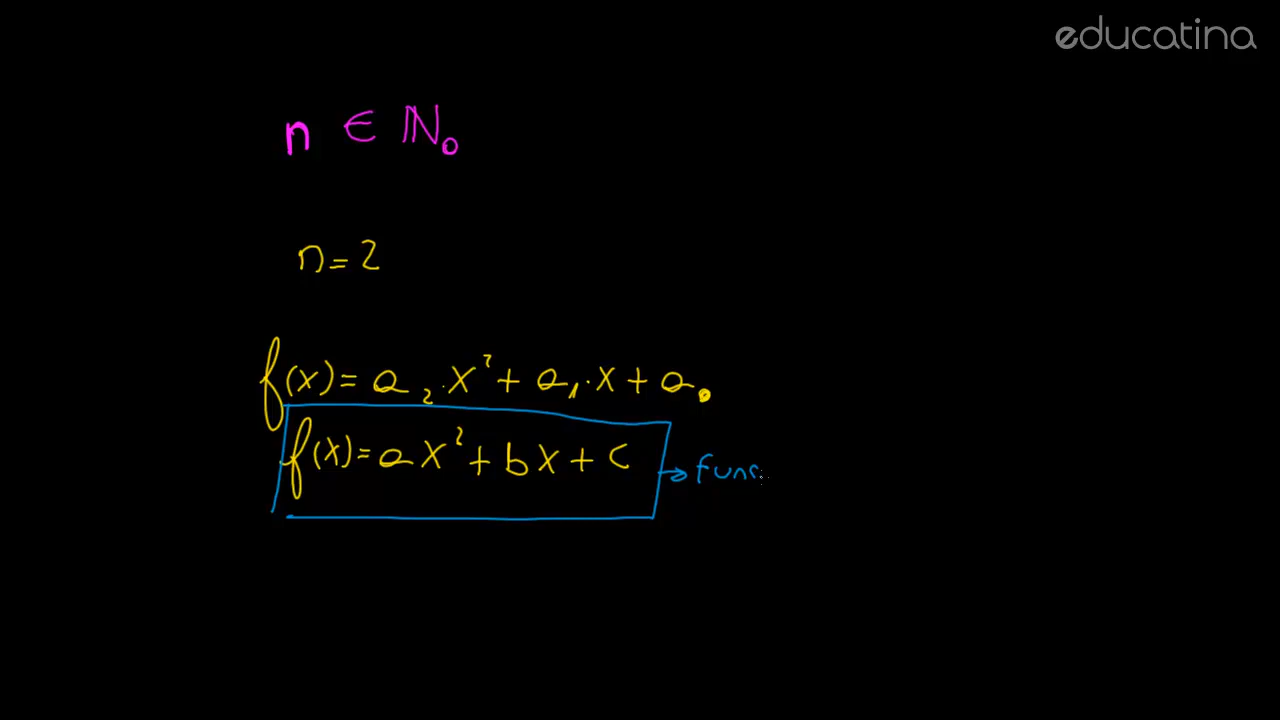 educatina
n ∈ ℕ₀
n = 2
f(x) = a₂ · x² + a₁ · x + a₀
f(x) = ax² + bx + c → func